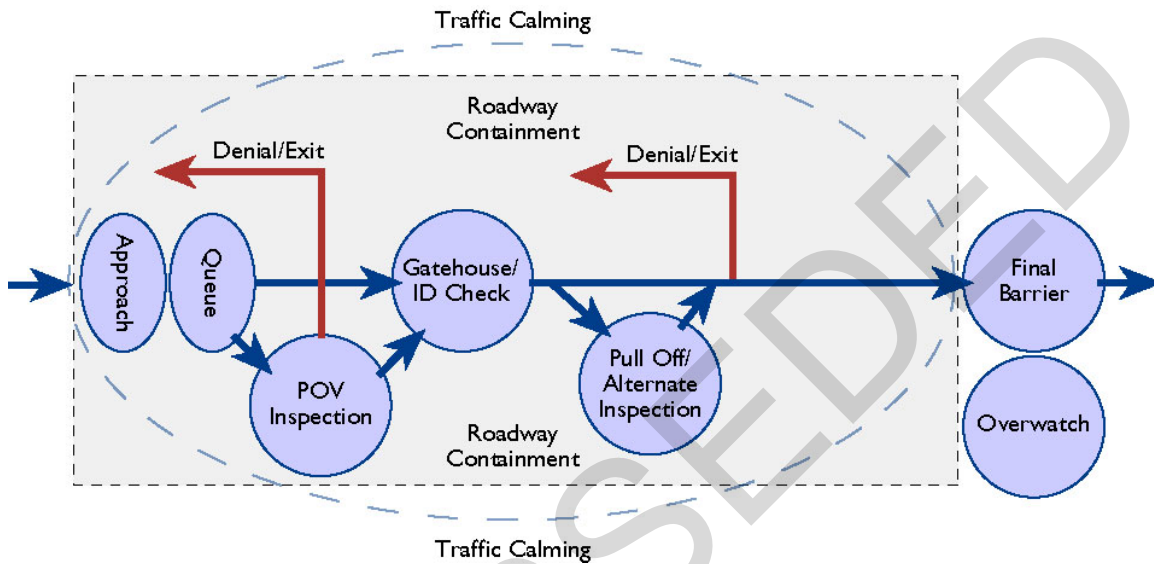 Traffic Calming
Roadway
Containment
Denial/Exit
Denial/Exit
Approach
Queue
Gatehouse/
ID Check
Final
Barrier
POV
Inspection
Pull Off/
Alternate
Inspection
Overwatch
Roadway
Containment
Traffic Calming
SSEDED